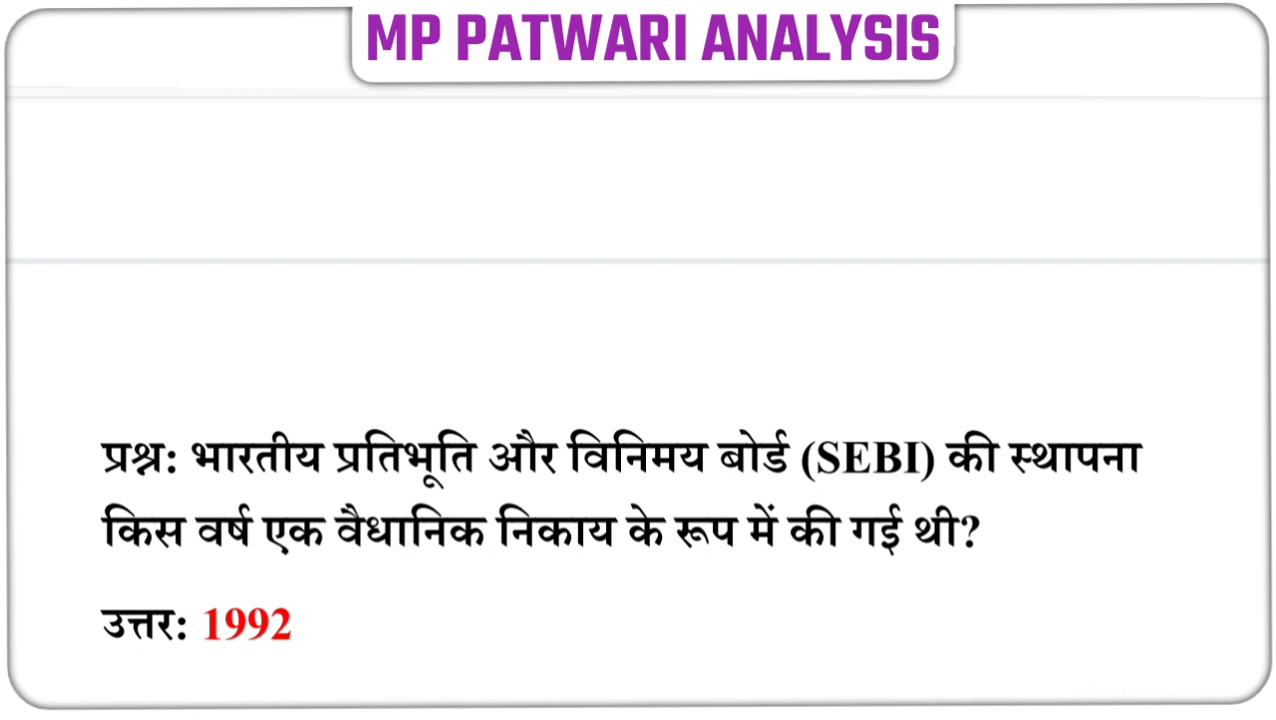 MP PATWARI ANALYSIS
प्रश्न: भारतीय प्रतिभूति और विनिमय बोर्ड (SEBI) की स्थापना
किस वर्ष एक वैधानिक निकाय के रूप में की गई थी?
उत्तर: 1992